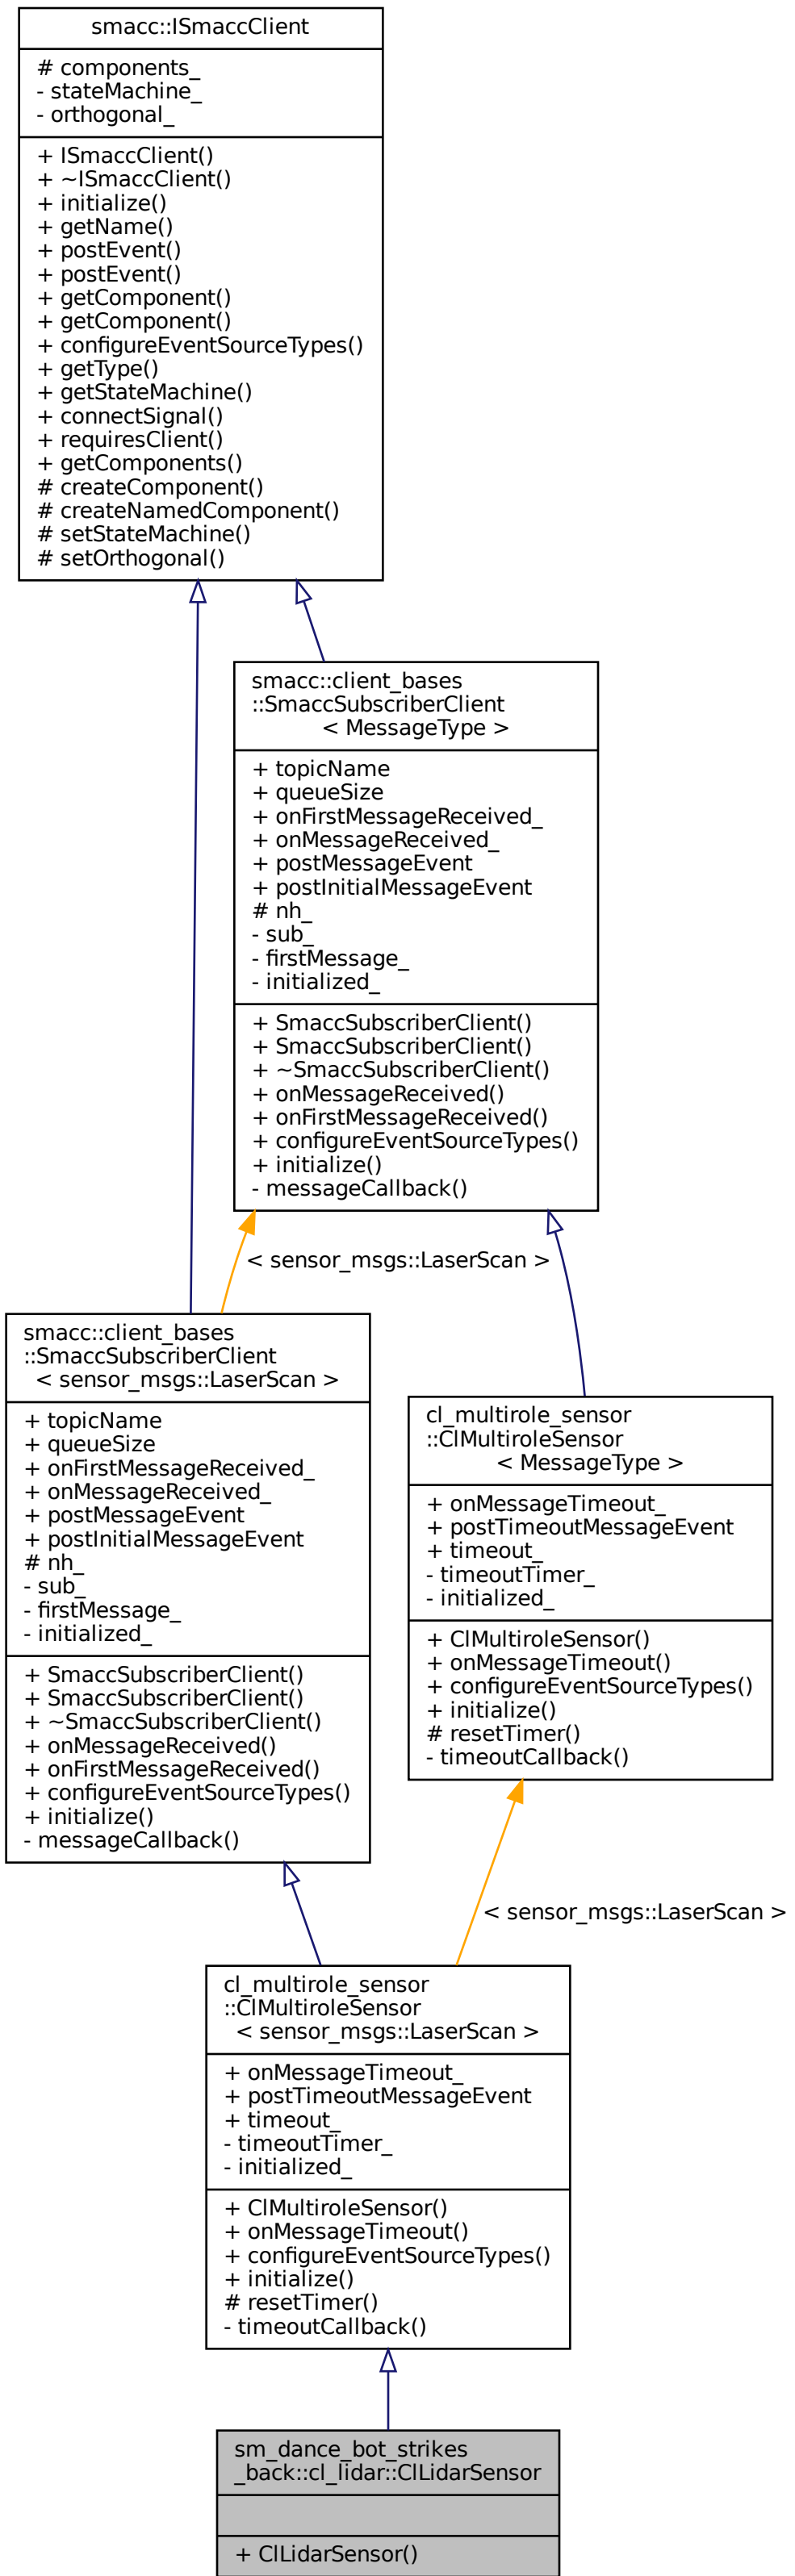 smacc::ISmaccClient
# components_
- stateMachine_
- orthogonal_
+ ISmaccClient()
+ ~ISmaccClient()
+ initialize()
+ getName()
+ postEvent()
+ postEvent()
+ getComponent()
+ getComponent()
+ configureEventSourceTypes()
+ getType()
+ getStateMachine()
+ connectSignal()
+ requiresClient()
+ getComponents()
# createComponent()
# createNamedComponent()
# setStateMachine()
# setOrthogonal()
smacc::client_bases
::SmaccSubscriberClient
< MessageType >
+ topicName
+ queueSize
+ onFirstMessageReceived_
+ onMessageReceived_
+ postMessageEvent
+ postInitialMessageEvent
# nh_
- sub_
- firstMessage_
- initialized_
+ SmaccSubscriberClient()
+ SmaccSubscriberClient()
+ ~SmaccSubscriberClient()
+ onMessageReceived()
+ onFirstMessageReceived()
+ configureEventSourceTypes()
+ initialize()
- messageCallback()
< sensor_msgs::LaserScan >
smacc::client_bases
::SmaccSubscriberClient
< sensor_msgs::LaserScan >
+ topicName
+ queueSize
+ onFirstMessageReceived_
+ onMessageReceived_
+ postMessageEvent
+ postInitialMessageEvent
# nh_
- sub_
- firstMessage_
- initialized_
+ SmaccSubscriberClient()
+ SmaccSubscriberClient()
+ ~SmaccSubscriberClient()
+ onMessageReceived()
+ onFirstMessageReceived()
+ configureEventSourceTypes()
+ initialize()
- messageCallback()
cl_multirole_sensor
::ClMultiroleSensor
< MessageType >
+ onMessageTimeout_
+ postTimeoutMessageEvent
+ timeout_
- timeoutTimer_
- initialized_
+ ClMultiroleSensor()
+ onMessageTimeout()
+ configureEventSourceTypes()
+ initialize()
# resetTimer()
- timeoutCallback()
< sensor_msgs::LaserScan >
cl_multirole_sensor
::ClMultiroleSensor
< sensor_msgs::LaserScan >
+ onMessageTimeout_
+ postTimeoutMessageEvent
+ timeout_
- timeoutTimer_
- initialized_
+ ClMultiroleSensor()
+ onMessageTimeout()
+ configureEventSourceTypes()
+ initialize()
# resetTimer()
- timeoutCallback()
sm_dance_bot_strikes
_back::cl_lidar::ClLidarSensor
+ ClLidarSensor()